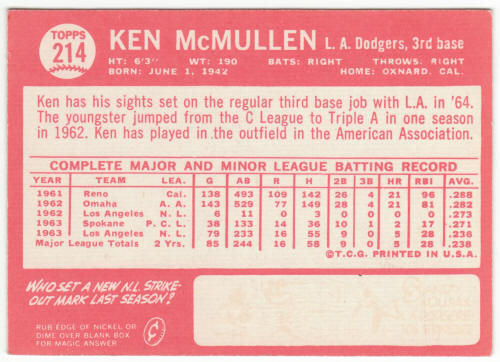 TOPPS
214
KEN McMULLEN L. A. Dodgers, 3rd base
HT: 6'3" WT: 190 BATS: RIGHT THROWS: RIGHT
BORN: JUNE 1, 1942 HOME: OXNARD, CAL.
Ken has his sights set on the regular third base job with L.A. in '64.
The youngster jumped from the C League to Triple A in one season
in 1962. Ken has played in the outfield in the American Association.
COMPLETE MAJOR AND MINOR LEAGUE BATTING RECORD
YEAR TEAM LEA. G AB R H 2B 3B HR RBI AVG.
1961 Reno Cal. 138 493 109 142 26 4 21 96 .288
1962 Omaha A. A. 143 529 77 149 28 4 21 81 .282
1962 Los Angeles N. L. 6 11 0 3 0 0 0 0 .273
1963 Spokane P. C. L. 38 133 14 36 10 1 2 17 .271
1963 Los Angeles N. L. 79 233 16 55 9 0 5 28 .236
Major League Totals 2 Yrs. 85 244 16 58 9 0 5 28 .238
©T.C.G. PRINTED IN U.S.A.
WHO SET A NEW N.L. STRIKE-
OUT MARK LAST SEASON?
RUB EDGE OF NICKEL OR
DIME OVER BLANK BOX
FOR MAGIC ANSWER